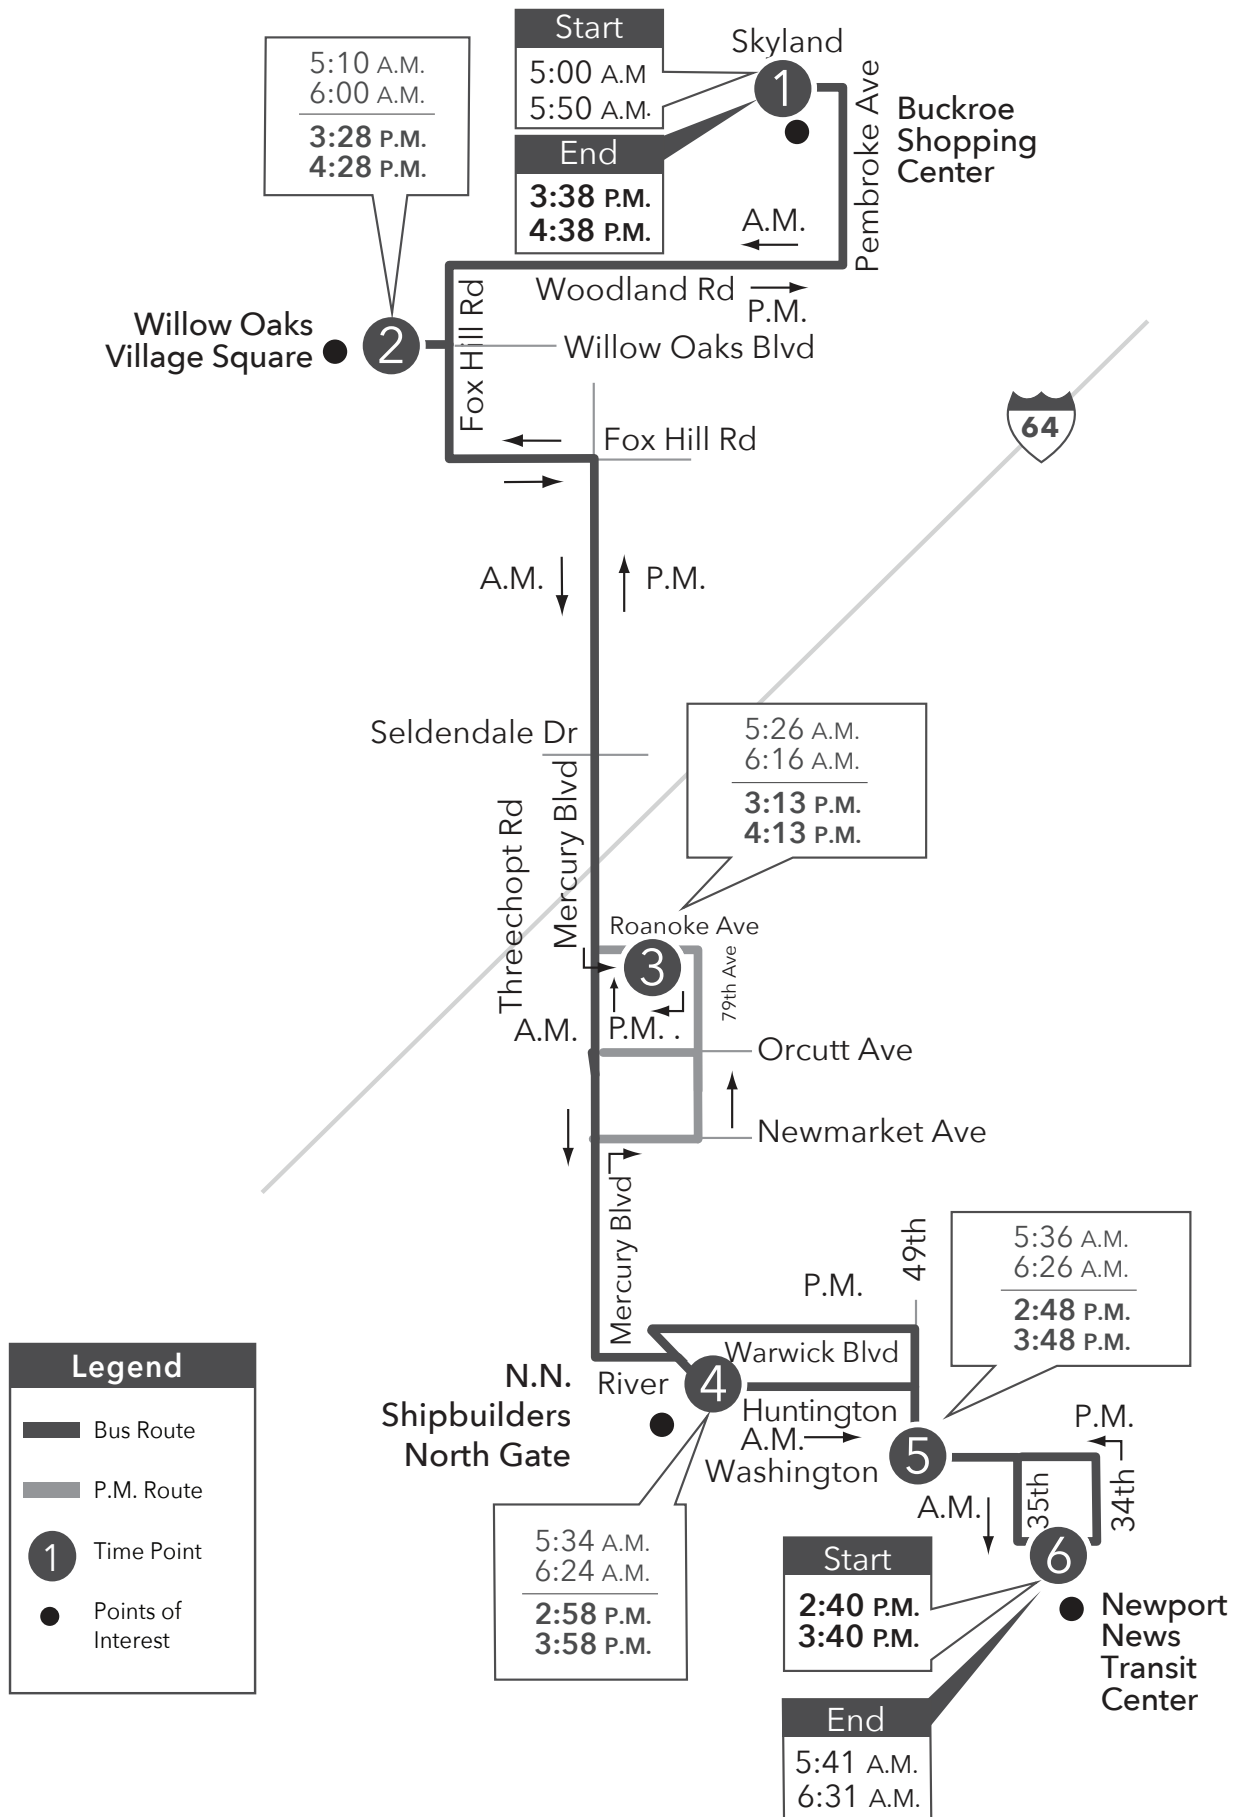 Start
5:00 A.M
5:50 A.M.
End
3:38 P.M.
4:38 P.M.
Skyland
1
Pembroke Ave
Buckroe
Shopping
Center
5:10 A.M.
6:00 A.M.
3:28 P.M.
4:28 P.M.
A.M.
Woodland Rd
P.M.
Willow Oaks
Village Square
2
Fox Hill Rd
Willow Oaks Blvd
Fox Hill Rd
64
A.M.
P.M.
Seldendale Dr
Mercury Blvd
Threechopt Rd
5:26 A.M.
6:16 A.M.
3:13 P.M.
4:13 P.M.
Roanoke Ave
3
79th Ave
A.M.
P.M. .
Orcutt Ave
Newmarket Ave
Mercury Blvd
49th
5:36 A.M.
6:26 A.M.
2:48 P.M.
3:48 P.M.
P.M.
Warwick Blvd
N.N.
Shipbuilders
North Gate
River
4
Huntington
A.M.
Washington
5
P.M.
35th
34th
A.M.
6
5:34 A.M.
6:24 A.M.
2:58 P.M.
3:58 P.M.
Start
2:40 P.M.
3:40 P.M.
End
5:41 A.M.
6:31 A.M.
Newport
News
Transit
Center
Legend
Bus Route
P.M. Route
1
Time Point
Points of
Interest